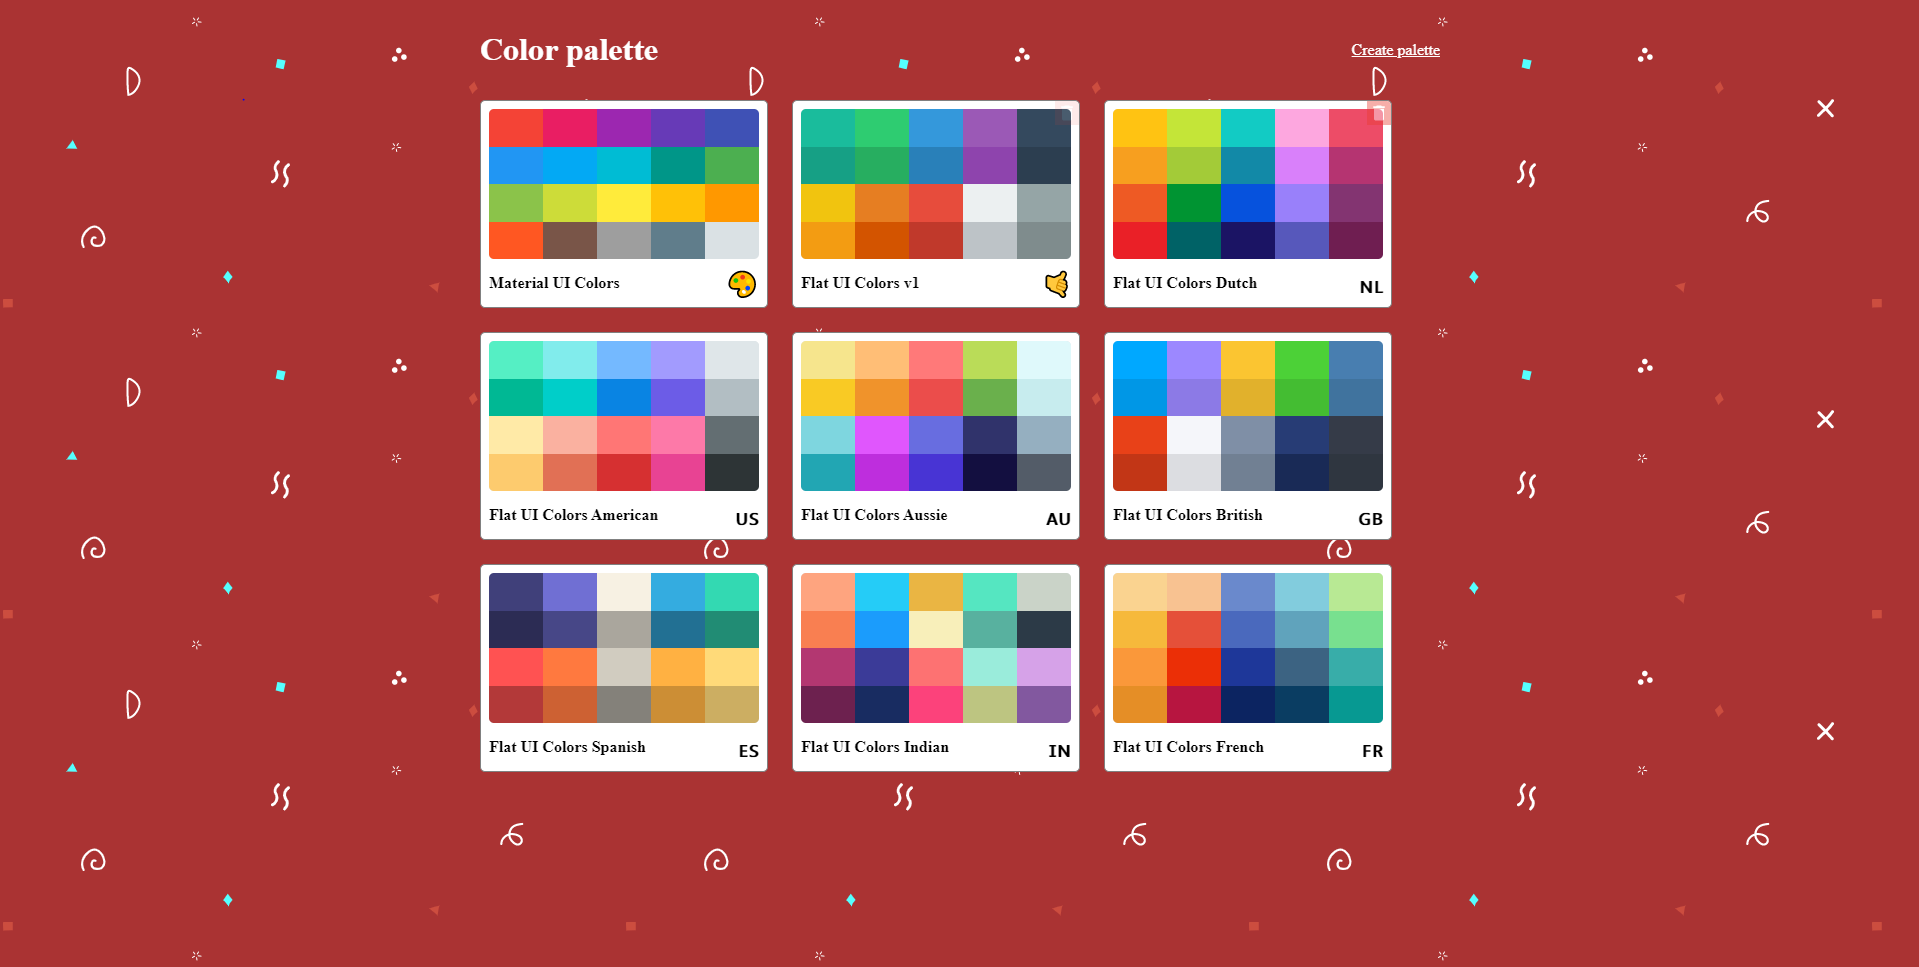 Color palette
Create palette
Material UI Colors
Flat UI Colors v1
Flat UI Colors Dutch
NL
Flat UI Colors American
US
Flat UI Colors Aussie
AU
Flat UI Colors British
GB
Flat UI Colors Spanish
ES
Flat UI Colors Indian
IN
Flat UI Colors French
FR